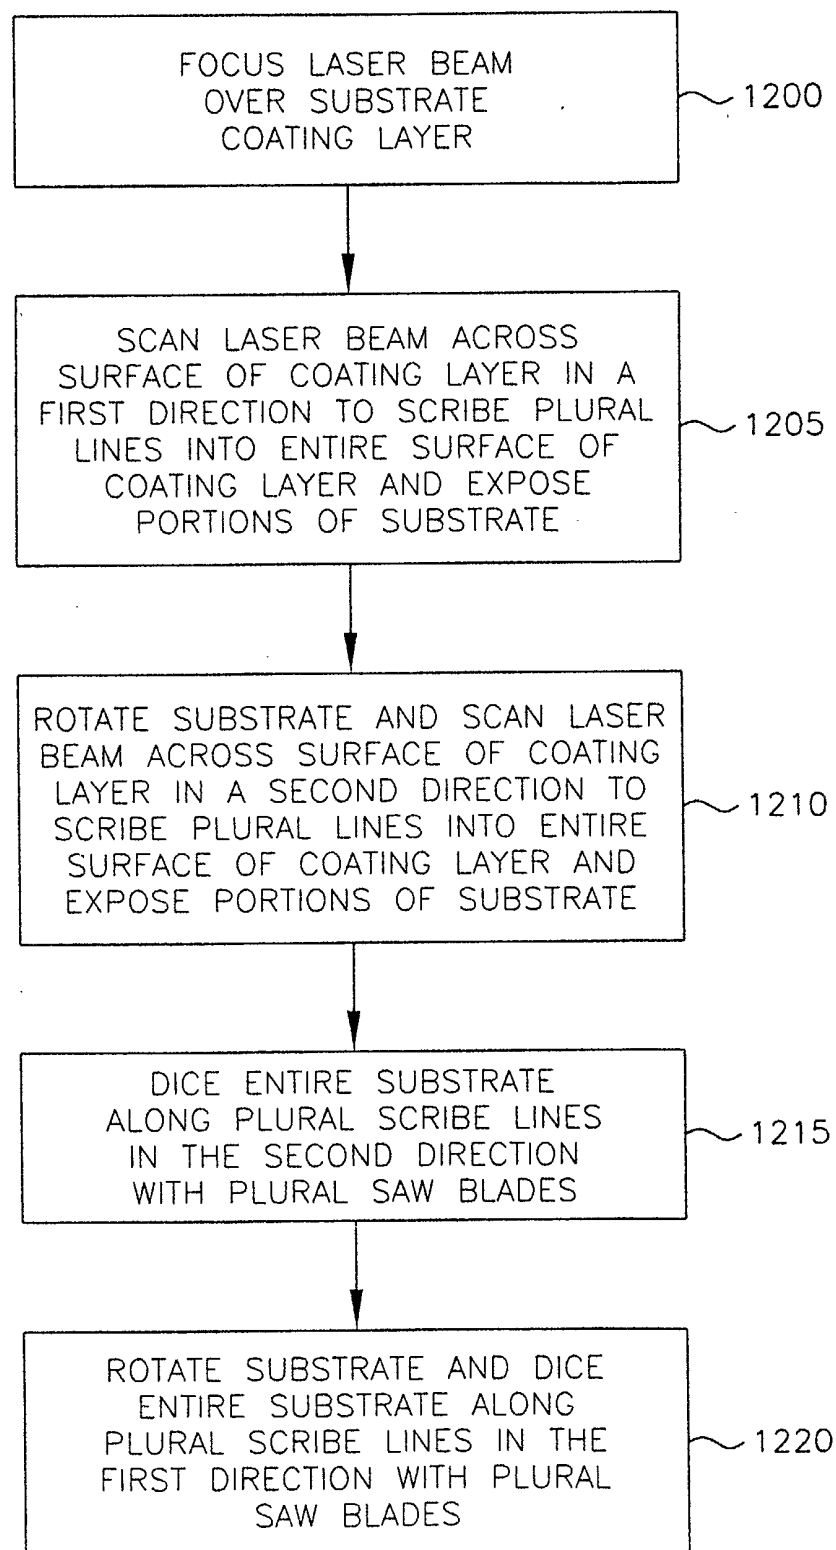 FOCUS LASER BEAM
OVER SUBSTRATE
COATING LAYER
1200
SCAN LASER BEAM ACROSS
SURFACE OF COATING LAYER IN A
FIRST DIRECTION TO SCRIBE PLURAL
LINES INTO ENTIRE SURFACE OF
COATING LAYER AND EXPOSE
PORTIONS OF SUBSTRATE
1205
ROTATE SUBSTRATE AND SCAN LASER
BEAM ACROSS SURFACE OF COATING
LAYER IN A SECOND DIRECTION TO
SCRIBE PLURAL LINES INTO ENTIRE
SURFACE OF COATING LAYER AND
EXPOSE PORTIONS OF SUBSTRATE
1210
DICE ENTIRE SUBSTRATE
ALONG PLURAL SCRIBE LINES
IN THE SECOND DIRECTION
WITH PLURAL SAW BLADES
1215
ROTATE SUBSTRATE AND DICE
ENTIRE SUBSTRATE ALONG
PLURAL SCRIBE LINES IN THE
FIRST DIRECTION WITH PLURAL
SAW BLADES
1220